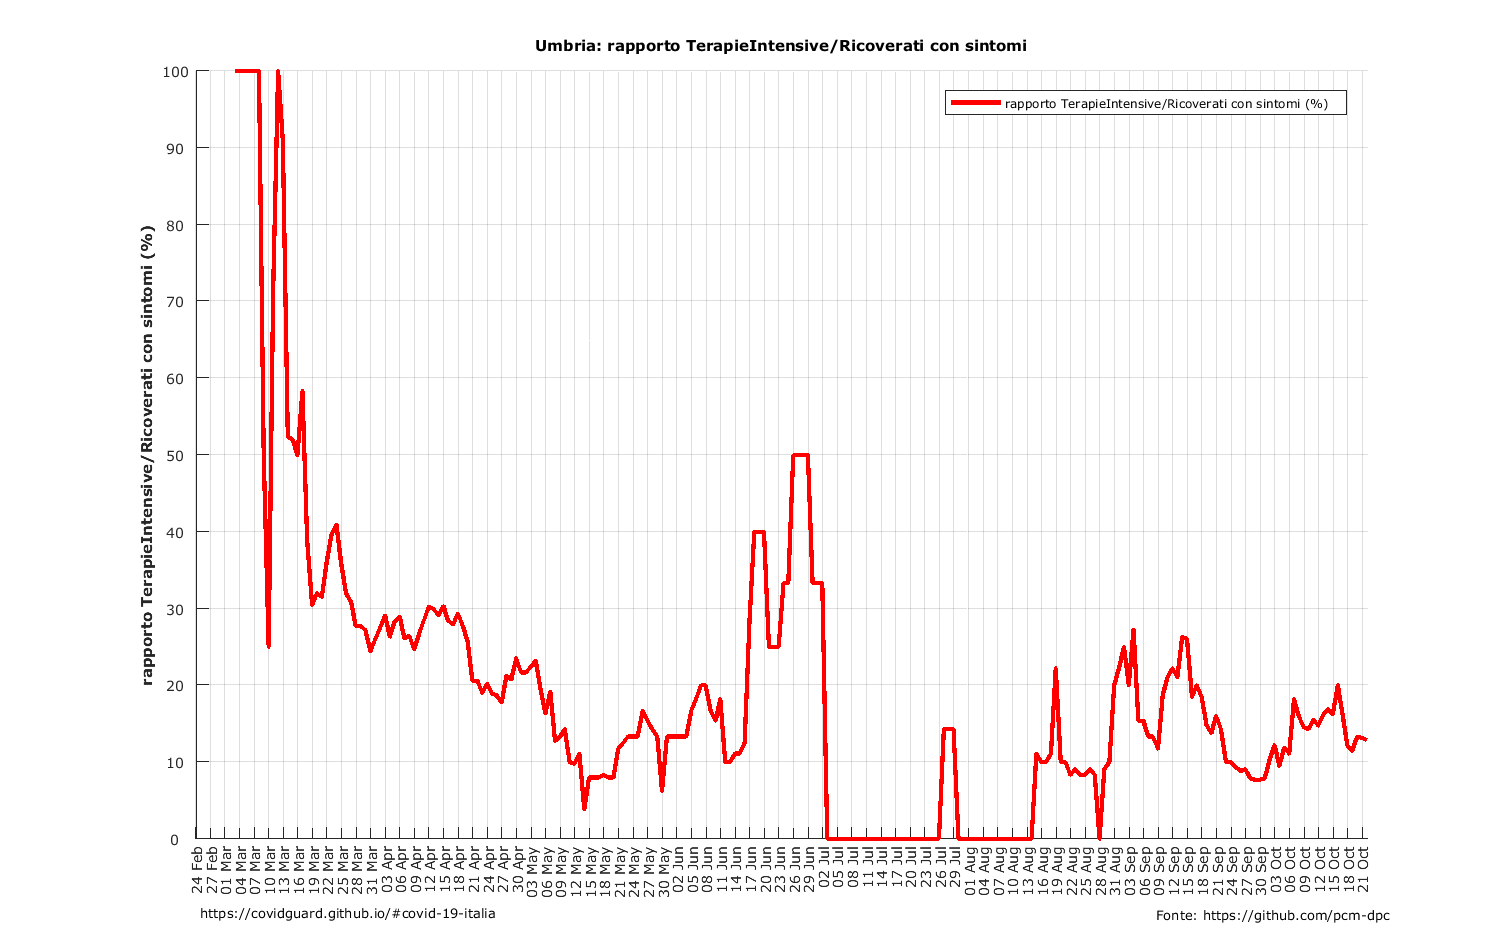 Umbria: rapporto TerapieIntensive/Ricoverati con sintomi
rapporto TerapieIntensive/Ricoverati con sintomi (%)
rapporto TerapieIntensive/Ricoverati con sintomi (%)
100
90
80
70
60
50
40
30
20
10
0
24 Feb
27 Feb
01 Mar
04 Mar
07 Mar
10 Mar
13 Mar
16 Mar
19 Mar
22 Mar
25 Mar
28 Mar
31 Mar
03 Apr
06 Apr
09 Apr
12 Apr
15 Apr
18 Apr
21 Apr
24 Apr
27 Apr
30 Apr
03 May
06 May
09 May
12 May
15 May
18 May
21 May
24 May
27 May
30 May
02 Jun
05 Jun
08 Jun
11 Jun
14 Jun
17 Jun
20 Jun
23 Jun
26 Jun
29 Jun
02 Jul
05 Jul
08 Jul
11 Jul
14 Jul
17 Jul
20 Jul
23 Jul
26 Jul
29 Jul
01 Aug
04 Aug
07 Aug
10 Aug
13 Aug
16 Aug
19 Aug
22 Aug
25 Aug
28 Aug
31 Aug
03 Sep
06 Sep
09 Sep
12 Sep
15 Sep
18 Sep
21 Sep
24 Sep
27 Sep
30 Sep
03 Oct
06 Oct
09 Oct
12 Oct
15 Oct
18 Oct
21 Oct
https://covidguard.github.io/#covid-19-italia
Fonte: https://github.com/pcm-dpc